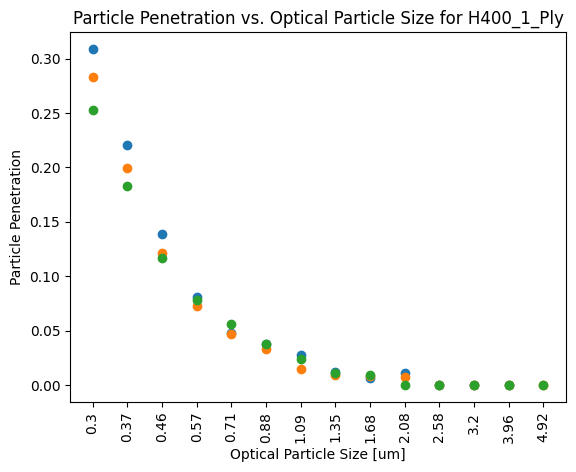 Particle Penetration vs. Optical Particle Size for H400_1_Ply
Particle Penetration
0.30
0.25
0.20
0.15
0.10
0.05
0.00
0.3 0.37 0.46 0.57 0.71 0.88 1.09 1.35 1.68 2.08 2.58 3.2 3.96 4.92
Optical Particle Size [um]